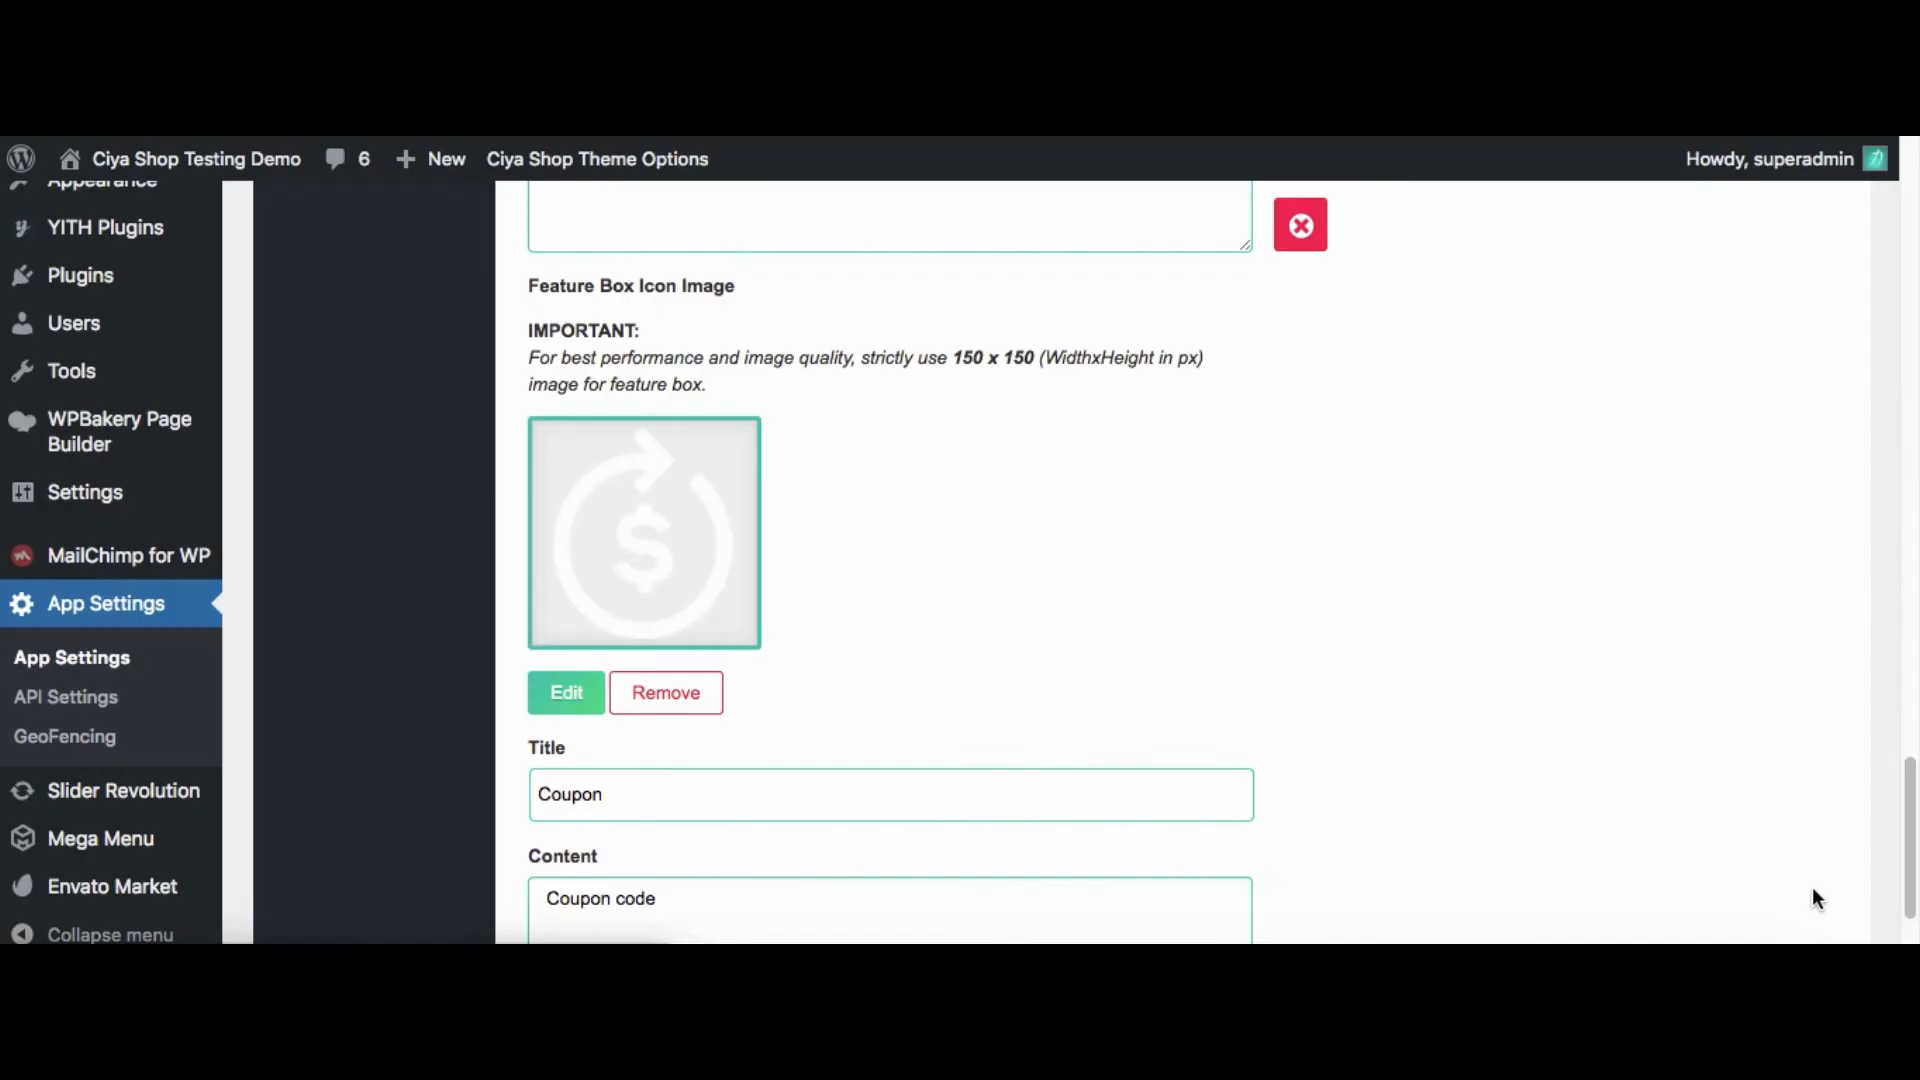 Ciya Shop Testing Demo 6 New Ciya Shop Theme Options Howdy, superadmin
Appearance
YITH Plugins
Plugins
Users
Tools
WPBakery Page
Builder
Settings
MailChimp for WP
App Settings
App Settings
API Settings
GeoFencing
Slider Revolution
Mega Menu
Envato Market
Collapse menu
Feature Box Icon Image
IMPORTANT:
For best performance and image quality, strictly use 150 x 150 (WidthxHeight in px)
image for feature box.
$
Edit Remove
Title
Coupon
Content
Coupon code